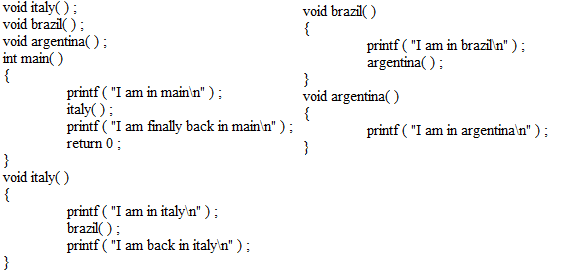 void italy( ) ;
void brazil( ) ;
void argentina( ) ;
int main( )
{
printf ( "I am in main\n" ) ;
italy( ) ;
printf ( "I am finally back in main\n" ) ;
return 0 ;
}
void italy( )
{
printf ( "I am in italy\n" ) ;
brazil( ) ;
printf ( "I am back in italy\n" ) ;
}
void brazil( )
{
printf ( "I am in brazil\n" ) ;
argentina( ) ;
}
void argentina( )
{
printf ( "I am in argentina\n" ) ;
}